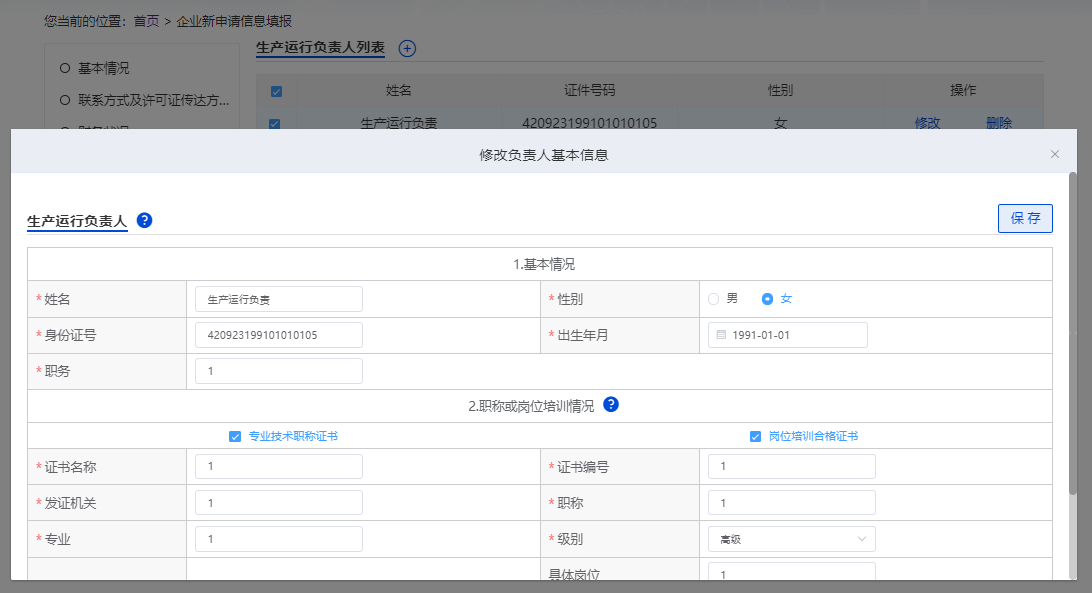 您当前的位置：首页 > 企业新申请信息填报
基本情况
联系方式及许可证传达方...
生产运行负责人列表
姓名 证件号码 性别 操作
生产运行负责 420923199101010105 女 修改 删除
修改负责人基本信息
生产运行负责人 ?
保 存
1.基本情况
*姓名 生产运行负责 *性别 男 女
*身份证号 420923199101010105 *出生年月 1991-01-01
*职务 1
2.职称或岗位培训情况 ?
专业技术职称证书 岗位培训合格证书
*证书名称 1 *证书编号 1
*发证机关 1 *职称 1
*专业 1 *级别 高级
具体岗位 1